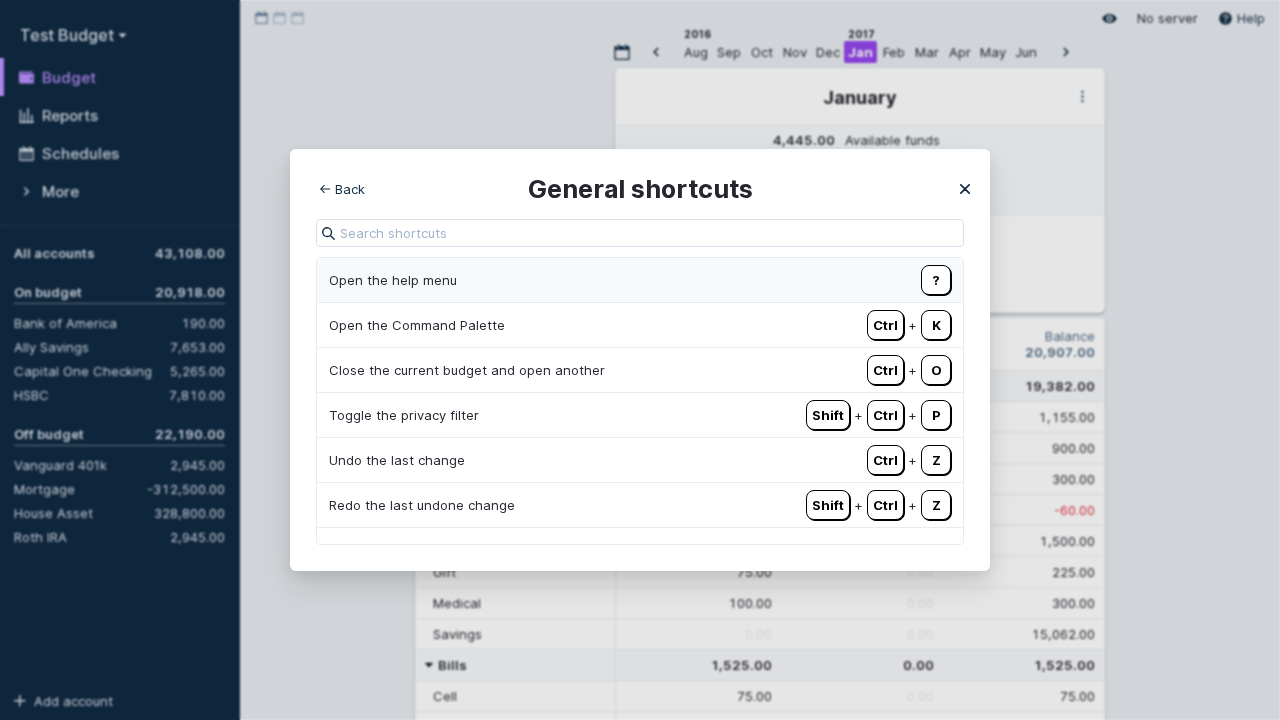 Test Budget
Budget
Reports
Schedules
More
All accounts 43,108.00
On budget 20,918.00
Bank of America 190.00
Ally Savings 7,653.00
Capital One Checking 5,265.00
HSBC 7,810.00
Off budget 22,190.00
Vanguard 401k 2,945.00
Mortgage -312,500.00
House Asset 328,800.00
Roth IRA 2,945.00
Add account
No server Help
2016 2017
Aug Sep Oct Nov Dec Jan Feb Mar Apr May Jun
January
4,445.00 Available funds
← Back
General shortcuts
Search shortcuts
Open the help menu ?
Open the Command Palette Ctrl + K
Close the current budget and open another Ctrl + O
Toggle the privacy filter Shift + Ctrl + P
Undo the last change Ctrl + Z
Redo the last undone change Shift + Ctrl + Z
Balance
20,907.00
19,382.00
1,155.00
900.00
300.00
-60.00
1,500.00
Gift 75.00 0.00 225.00
Medical 100.00 0.00 300.00
Savings 0.00 0.00 15,062.00
Bills 1,525.00 0.00 1,525.00
Cell 75.00 0.00 75.00